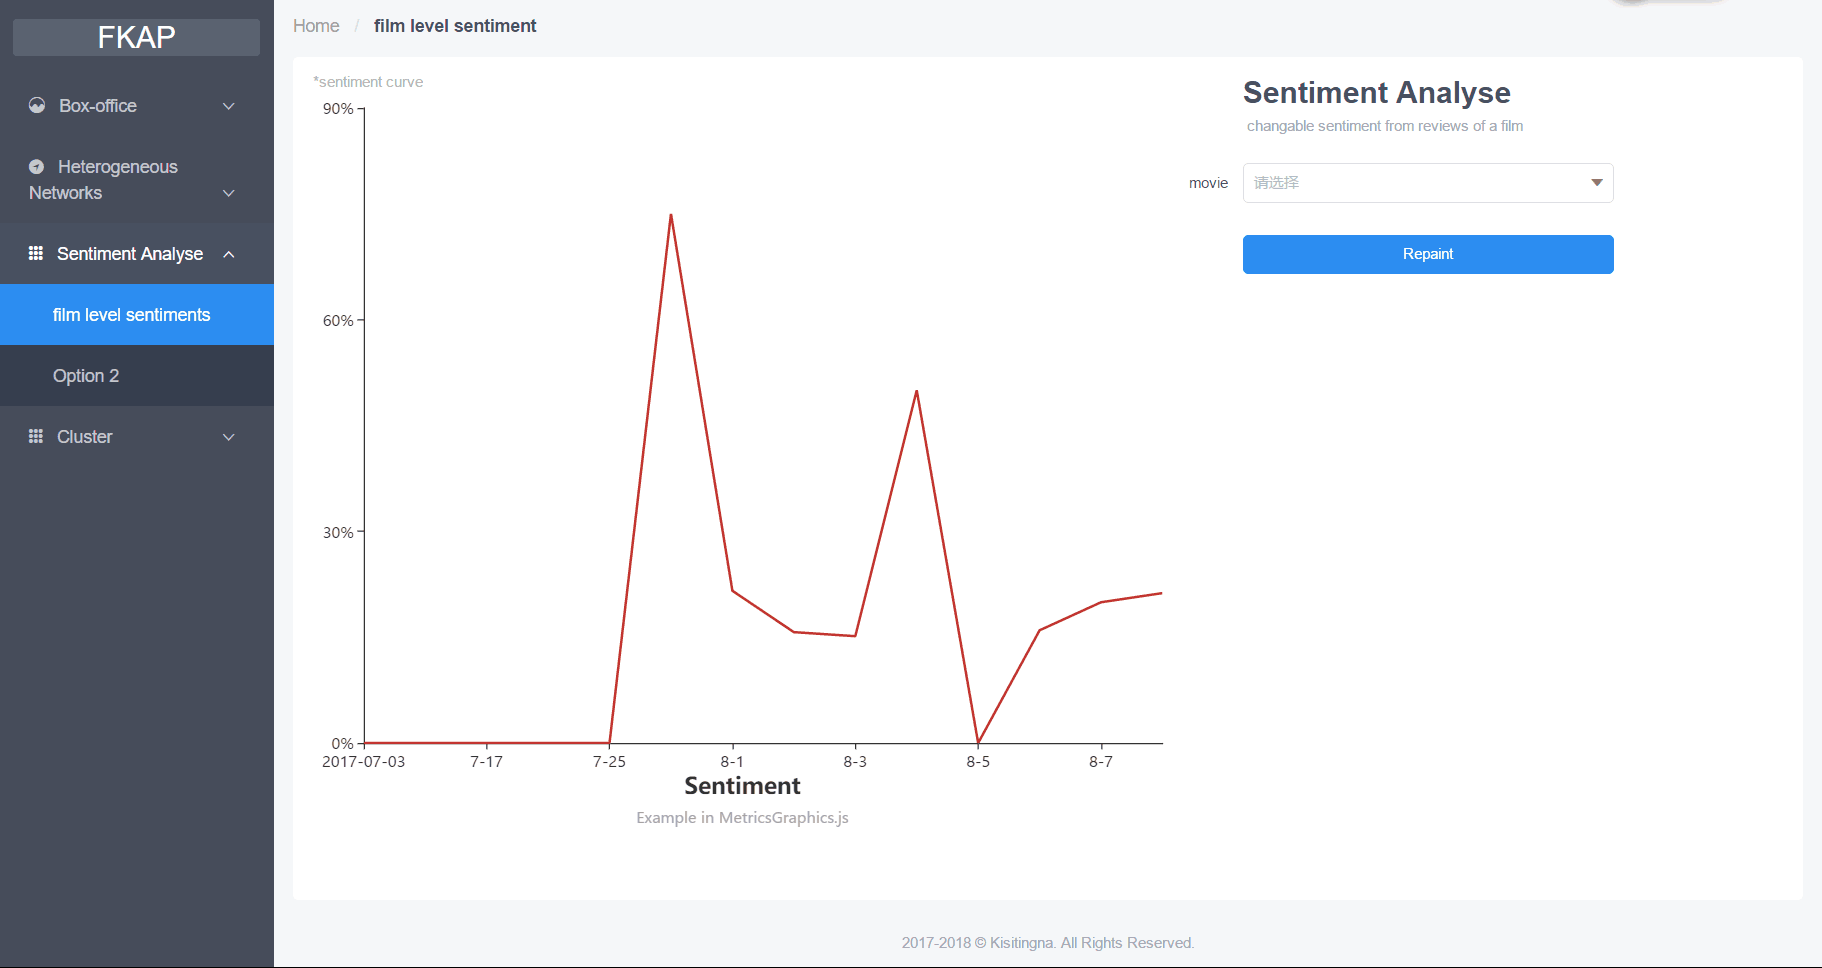 FKAP
Box-office
Heterogeneous
Networks
Sentiment Analyse
film level sentiments
Option 2
Cluster
Home / film level sentiment
*sentiment curve
90%
60%
30%
0%
2017-07-03 7-17 7-25 8-1 8-3 8-5 8-7
Sentiment
Example in MetricsGraphics.js
Sentiment Analyse
changable sentiment from reviews of a film
movie 请选择
Repaint
2017-2018 © Kisitingna. All Rights Reserved.